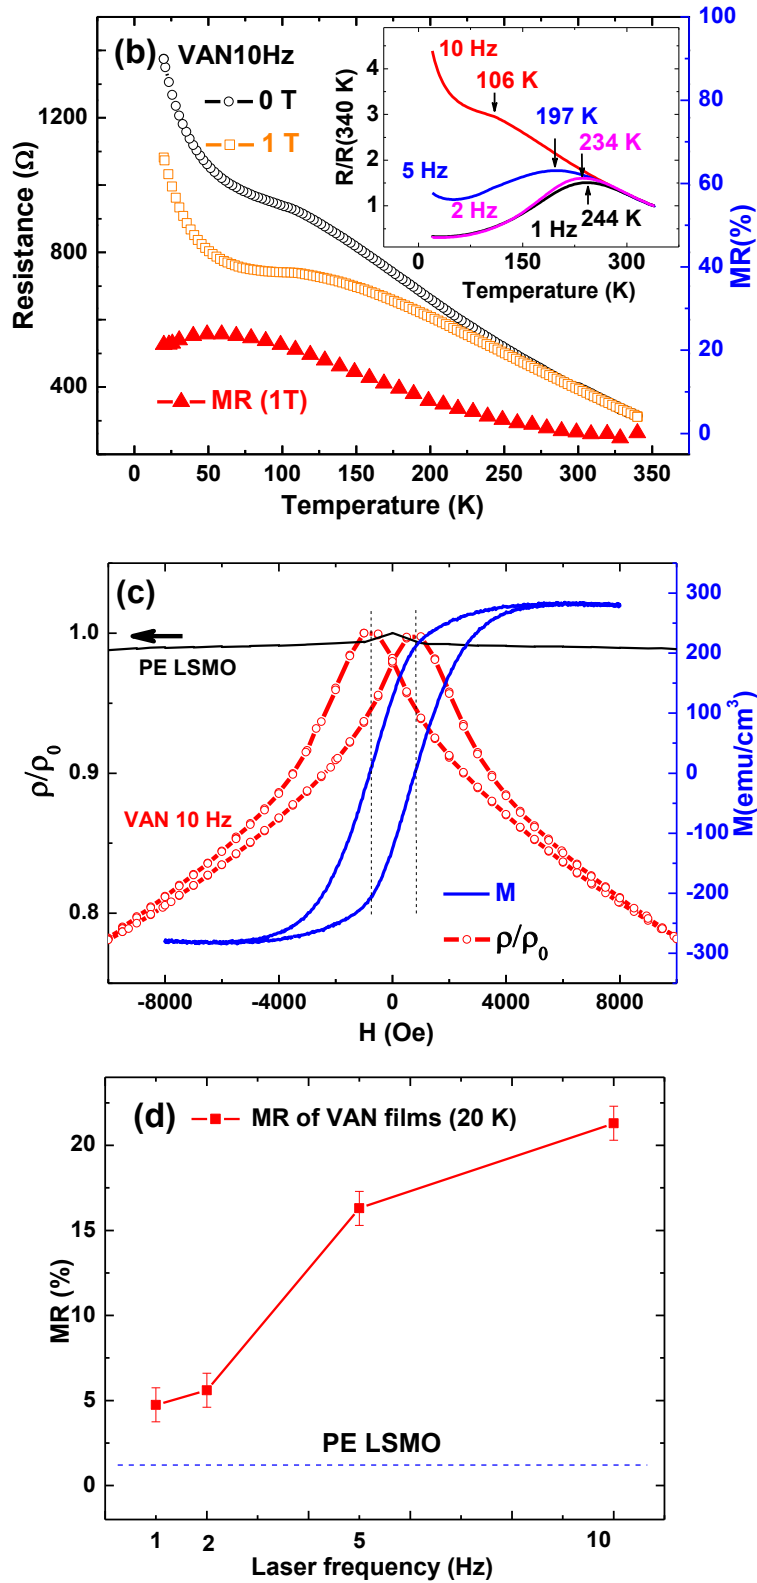 (b)
VAN10Hz
0 T
1 T
MR (1T)
Resistance (Ω)
1200
800
400
0
50
100
150
200
250
300
350
Temperature (K)
100
80
60
40
20
0
MR(%)
10 Hz
106 K
197 K
234 K
5 Hz
2 Hz
1 Hz
244 K
R/R(340 K)
4
3
2
1
0
150
300
Temperature (K)
(c)
PE LSMO
VAN 10 Hz
M
ρ/ρ0
ρ/ρ0
1.0
0.9
0.8
-8000
-4000
0
4000
8000
H (Oe)
300
200
100
0
-100
-200
-300
M(emu/cm3)
(d)
MR of VAN films (20 K)
PE LSMO
MR (%)
20
15
10
5
0
1
2
5
10
Laser frequency (Hz)